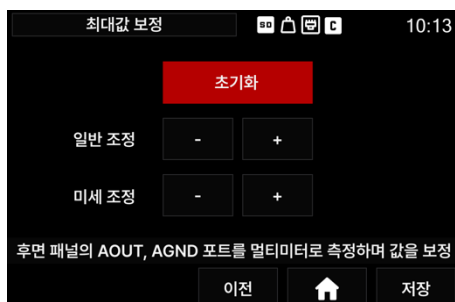 최대값 보정 SD C 10:13
초기화
일반 조정 - +
미세 조정 - +
후면 패널의 AOUT, AGND 포트를 멀티미터로 측정하며 값을 보정
이전 저장